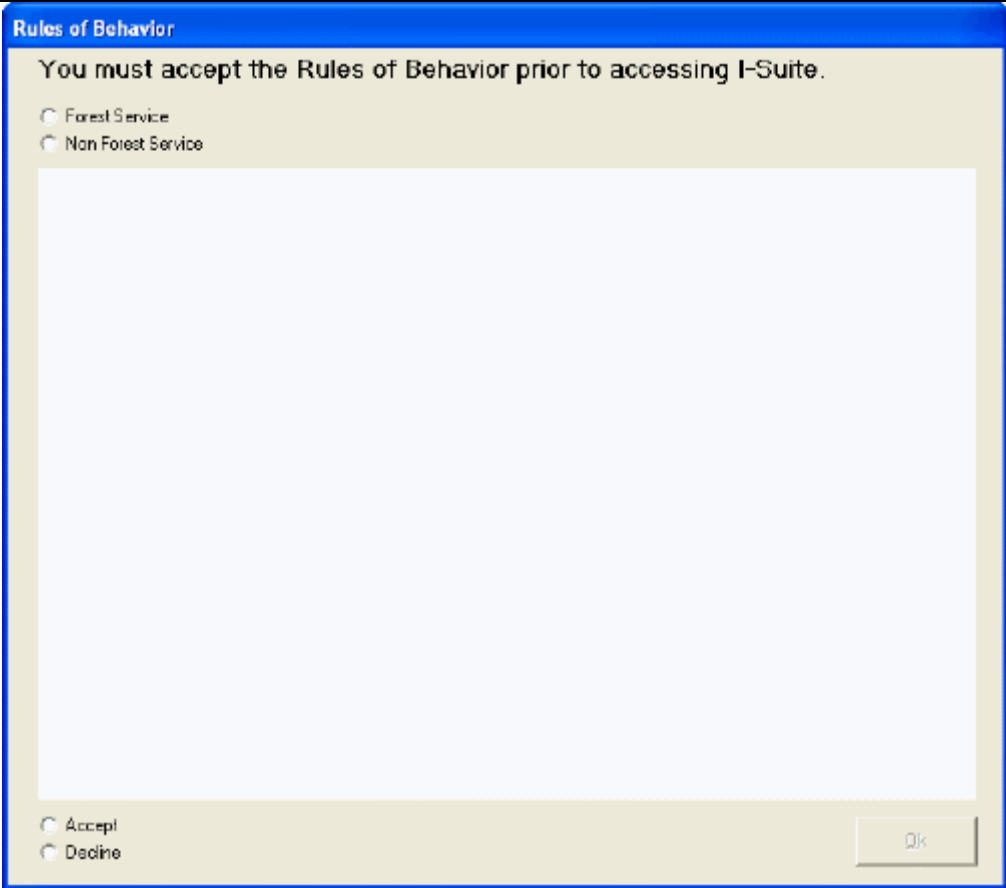 Rules of Behavior
You must accept the Rules of Behavior prior to accessing I-Suite.
Forest Service
Non Forest Service
Accept
Decline
Ok